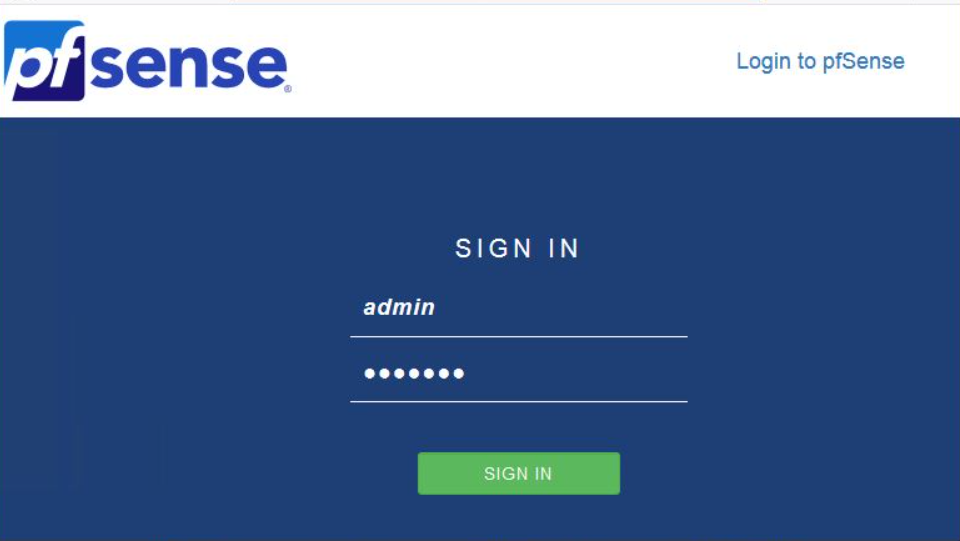 pfsense®
Login to pfSense
SIGN IN
admin
•••••••
SIGN IN